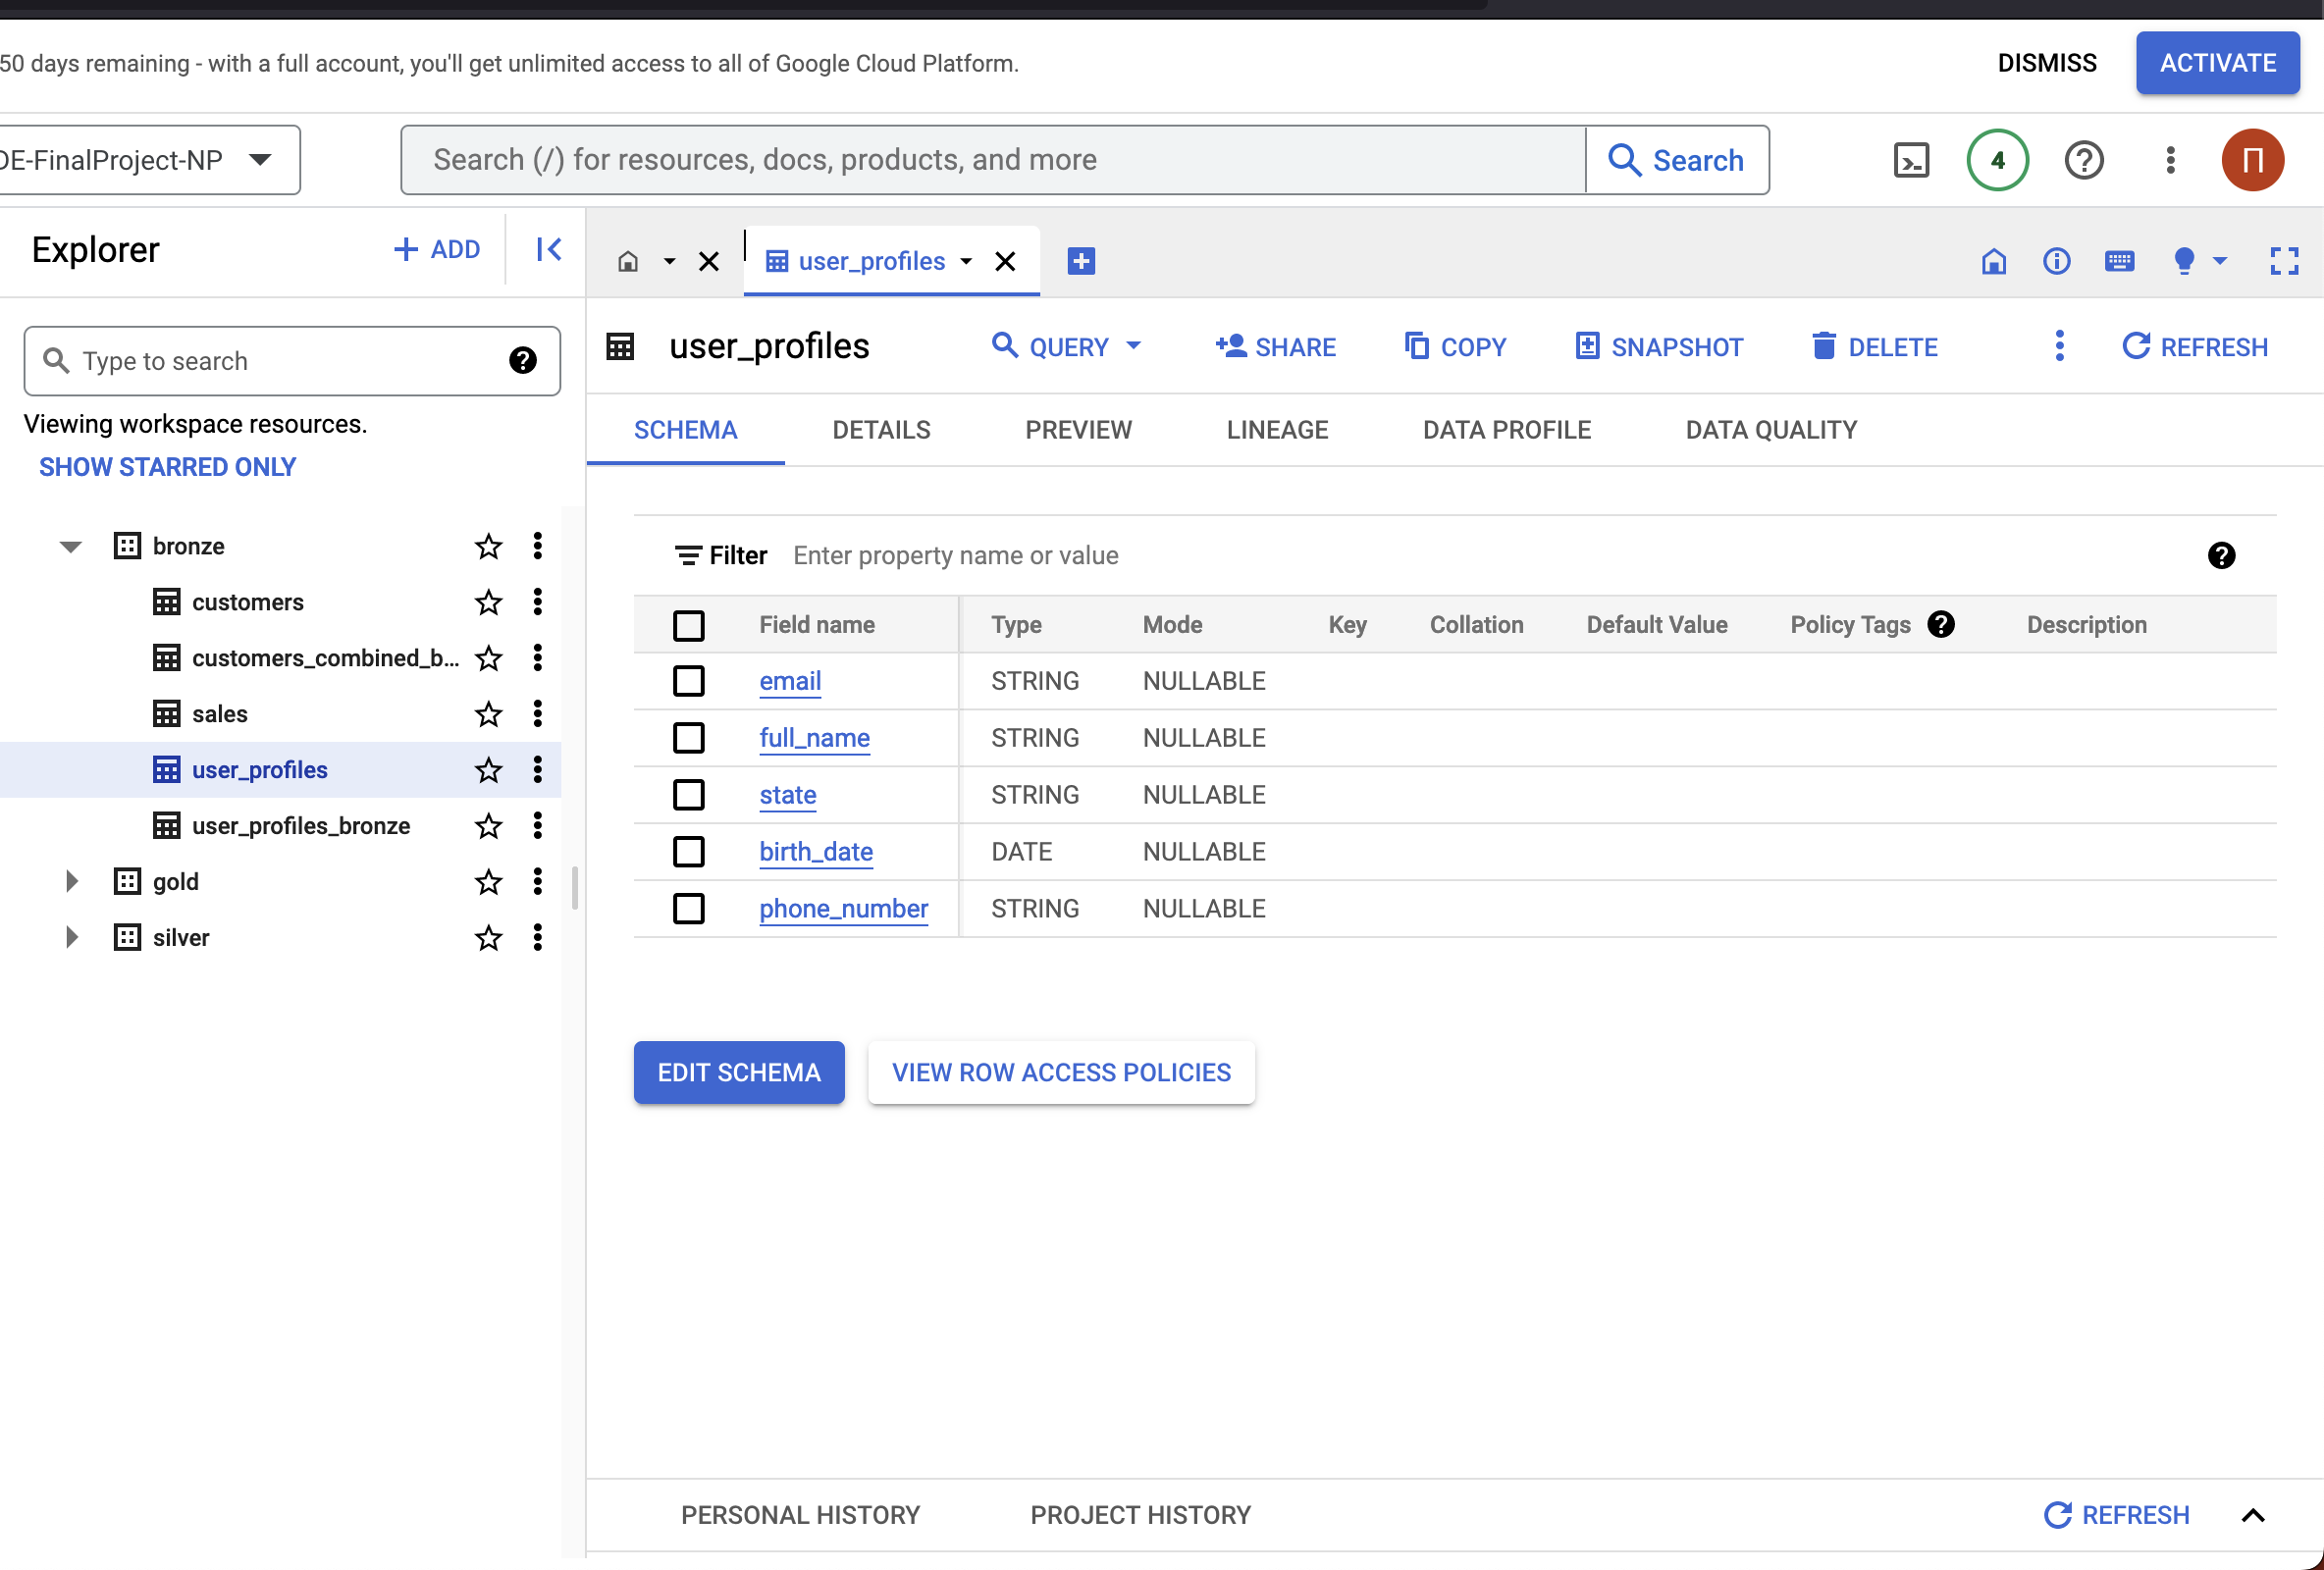 50 days remaining - with a full account, you'll get unlimited access to all of Google Cloud Platform.
DISMISS
ACTIVATE
DE-FinalProject-NP
Search (/) for resources, docs, products, and more
Search
4
П
Explorer
ADD
user_profiles
Type to search
Viewing workspace resources.
SHOW STARRED ONLY
bronze
customers
customers_combined_b...
sales
user_profiles
user_profiles_bronze
gold
silver
user_profiles
QUERY
SHARE
COPY
SNAPSHOT
DELETE
REFRESH
SCHEMA DETAILS PREVIEW LINEAGE DATA PROFILE DATA QUALITY
Filter Enter property name or value
Field name Type Mode Key Collation Default Value Policy Tags Description
email STRING NULLABLE
full_name STRING NULLABLE
state STRING NULLABLE
birth_date DATE NULLABLE
phone_number STRING NULLABLE
EDIT SCHEMA
VIEW ROW ACCESS POLICIES
PERSONAL HISTORY
PROJECT HISTORY
REFRESH